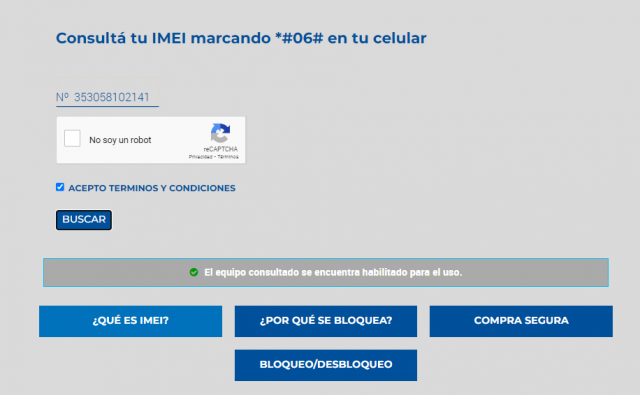 Consultá tu IMEI marcando *#06# en tu celular
Nº 353058102141
No soy un robot
reCAPTCHA
Privacidad - Términos
ACEPTO TERMINOS Y CONDICIONES
BUSCAR
El equipo consultado se encuentra habilitado para el uso.
¿QUÉ ES IMEI?
¿POR QUÉ SE BLOQUEA?
COMPRA SEGURA
BLOQUEO/DESBLOQUEO